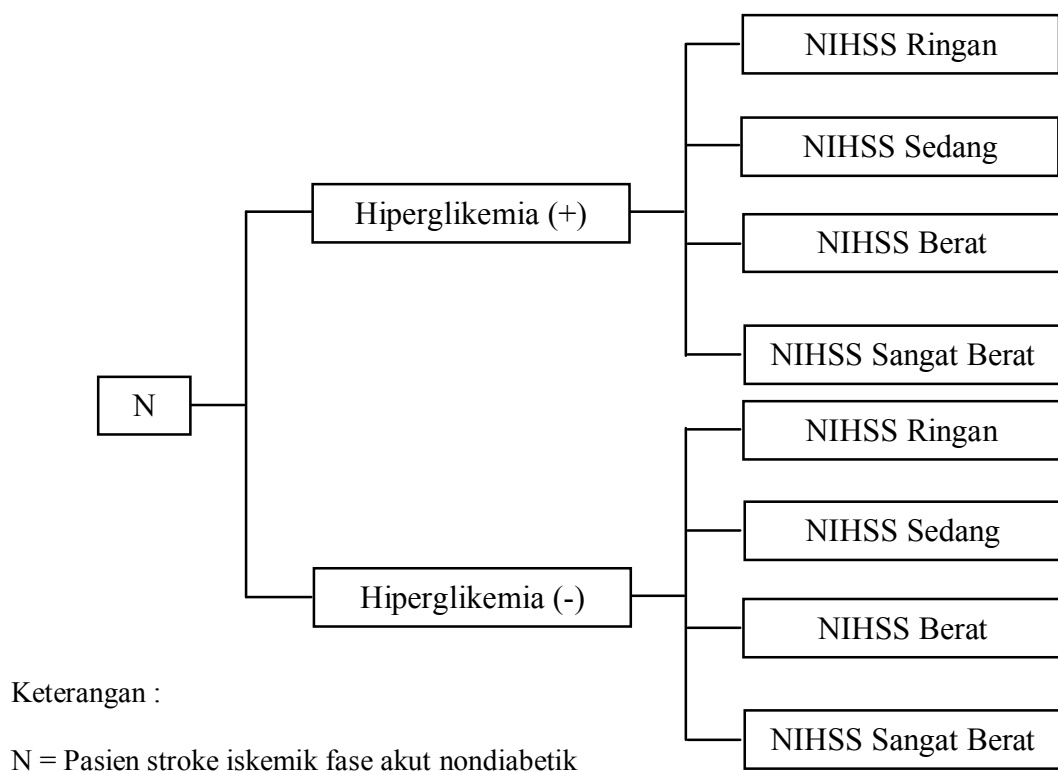 NIHSS Ringan
NIHSS Sedang
Hiperglikemia (+)
NIHSS Berat
NIHSS Sangat Berat
N
NIHSS Ringan
NIHSS Sedang
Hiperglikemia (-)
NIHSS Berat
NIHSS Sangat Berat
Keterangan :
N = Pasien stroke iskemik fase akut nondiabetik